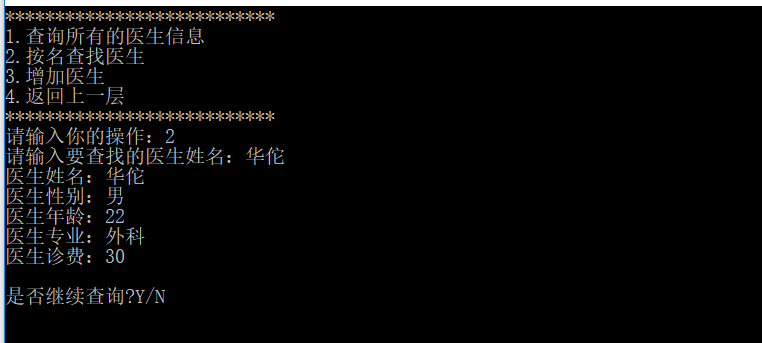 ***************************
1.查询所有的医生信息
2.按名查找医生
3.增加医生
4.返回上一层
***************************
请输入你的操作：2
请输入要查找的医生姓名：华佗
医生姓名：华佗
医生性别：男
医生年龄：22
医生专业：外科
医生诊费：30
是否继续查询?Y/N